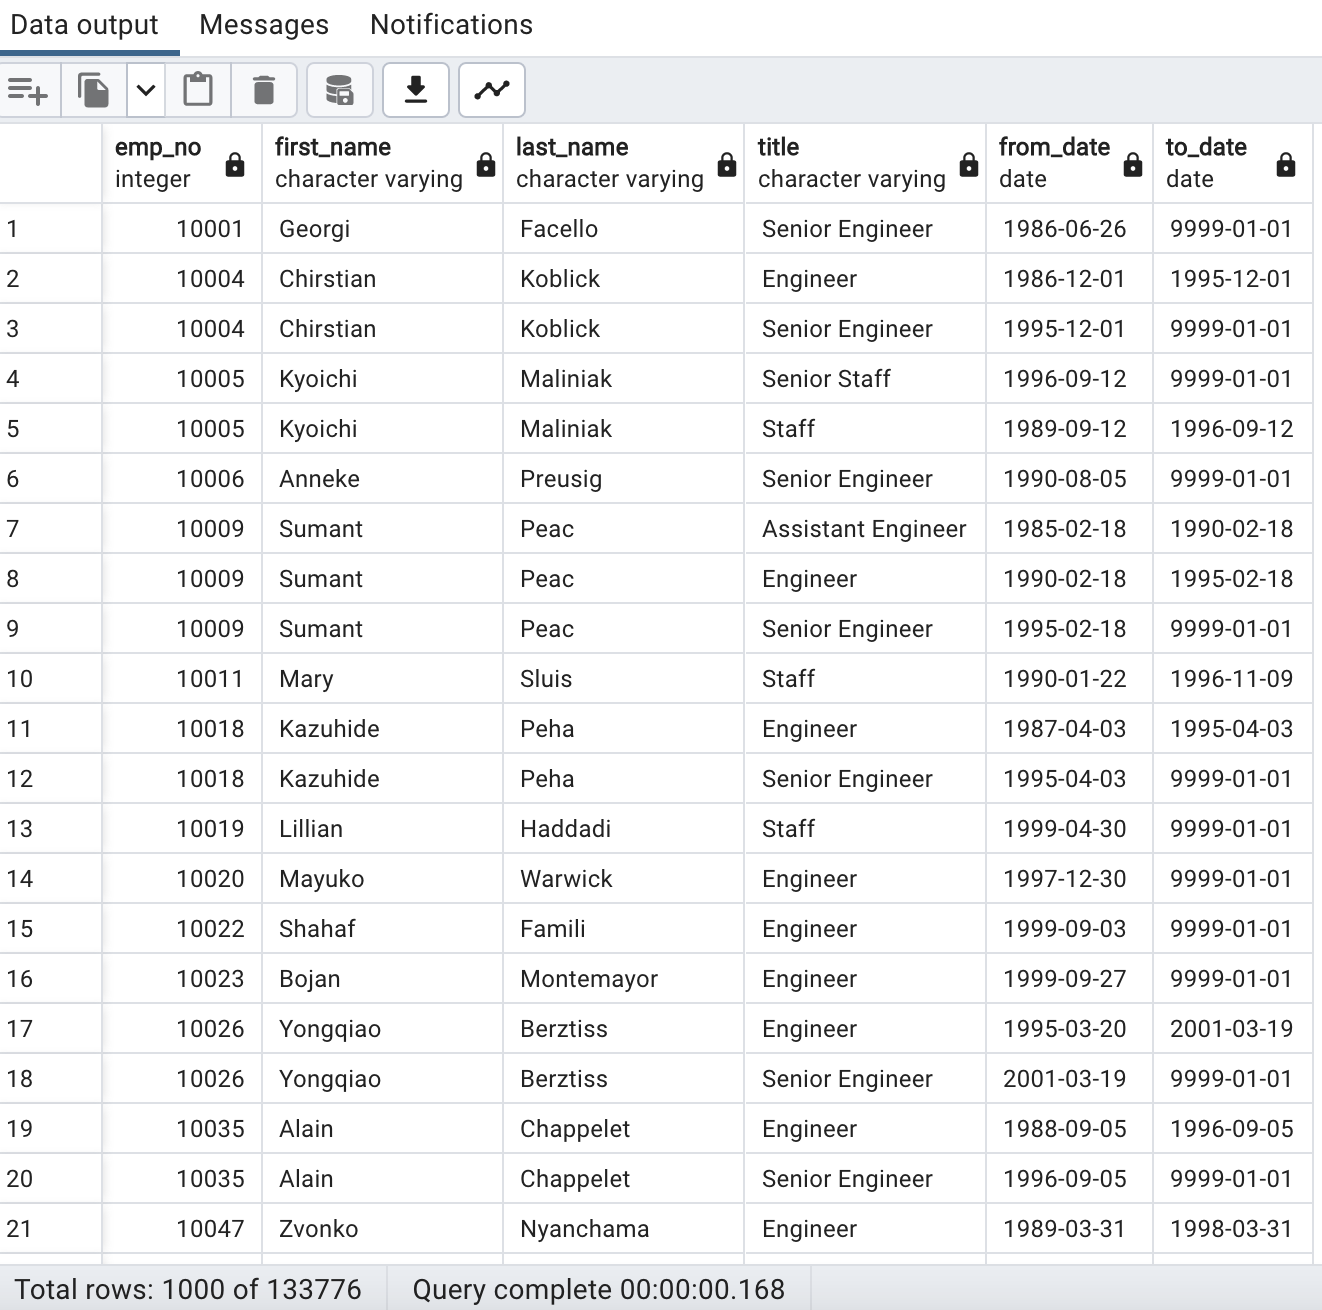 Data output Messages Notifications
emp_no first_name last_name title from_date to_date
integer character varying character varying character varying date date
1 10001 Georgi Facello Senior Engineer 1986-06-26 9999-01-01
2 10004 Chirstian Koblick Engineer 1986-12-01 1995-12-01
3 10004 Chirstian Koblick Senior Engineer 1995-12-01 9999-01-01
4 10005 Kyoichi Maliniak Senior Staff 1996-09-12 9999-01-01
5 10005 Kyoichi Maliniak Staff 1989-09-12 1996-09-12
6 10006 Anneke Preusig Senior Engineer 1990-08-05 9999-01-01
7 10009 Sumant Peac Assistant Engineer 1985-02-18 1990-02-18
8 10009 Sumant Peac Engineer 1990-02-18 1995-02-18
9 10009 Sumant Peac Senior Engineer 1995-02-18 9999-01-01
10 10011 Mary Sluis Staff 1990-01-22 1996-11-09
11 10018 Kazuhide Peha Engineer 1987-04-03 1995-04-03
12 10018 Kazuhide Peha Senior Engineer 1995-04-03 9999-01-01
13 10019 Lillian Haddadi Staff 1999-04-30 9999-01-01
14 10020 Mayuko Warwick Engineer 1997-12-30 9999-01-01
15 10022 Shahaf Famili Engineer 1999-09-03 9999-01-01
16 10023 Bojan Montemayor Engineer 1999-09-27 9999-01-01
17 10026 Yongqiao Berztiss Engineer 1995-03-20 2001-03-19
18 10026 Yongqiao Berztiss Senior Engineer 2001-03-19 9999-01-01
19 10035 Alain Chappelet Engineer 1988-09-05 1996-09-05
20 10035 Alain Chappelet Senior Engineer 1996-09-05 9999-01-01
21 10047 Zvonko Nyanchama Engineer 1989-03-31 1998-03-31
Total rows: 1000 of 133776 Query complete 00:00:00.168